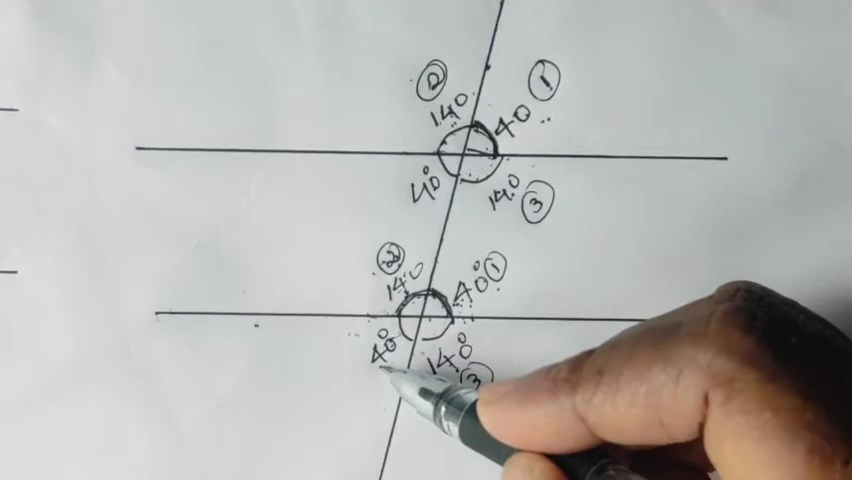 ② ①
140 40
40° 140 ③
② 140 40° ①
40° 140°
③